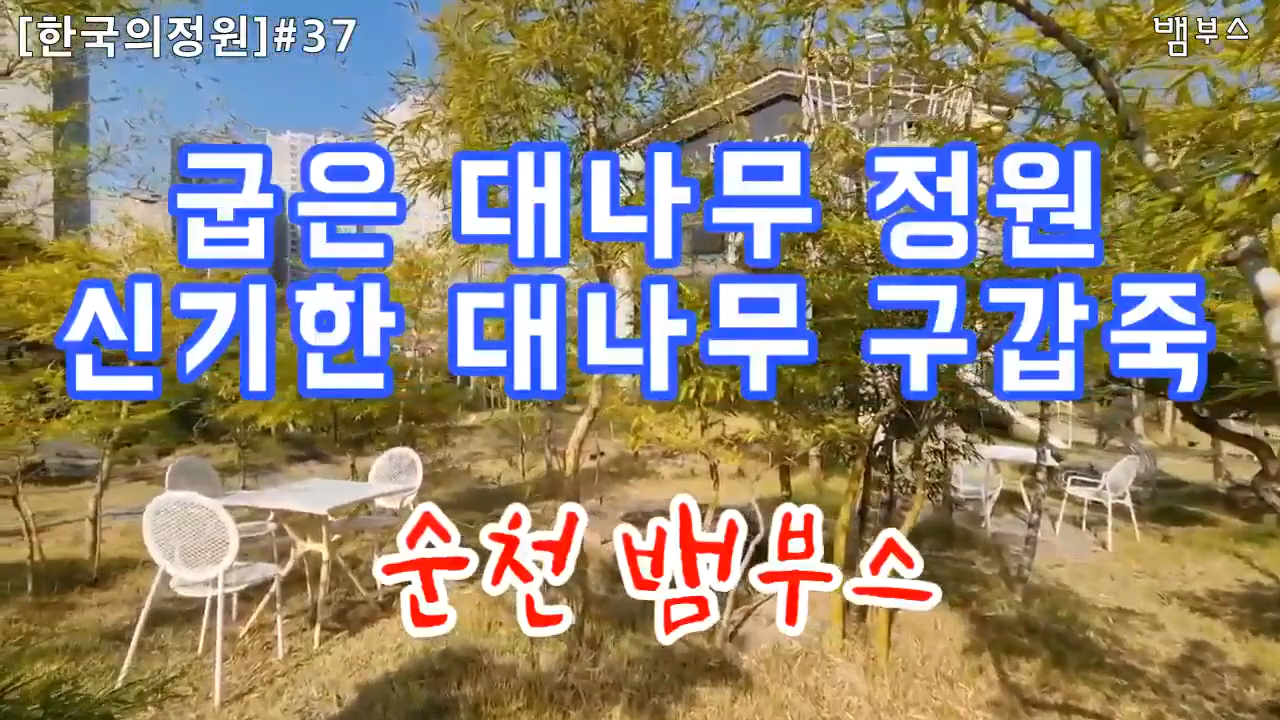 [한국의정원]#37
뱀부스
굽은 대나무 정원
신기한 대나무 구갑죽
순천 뱀부스